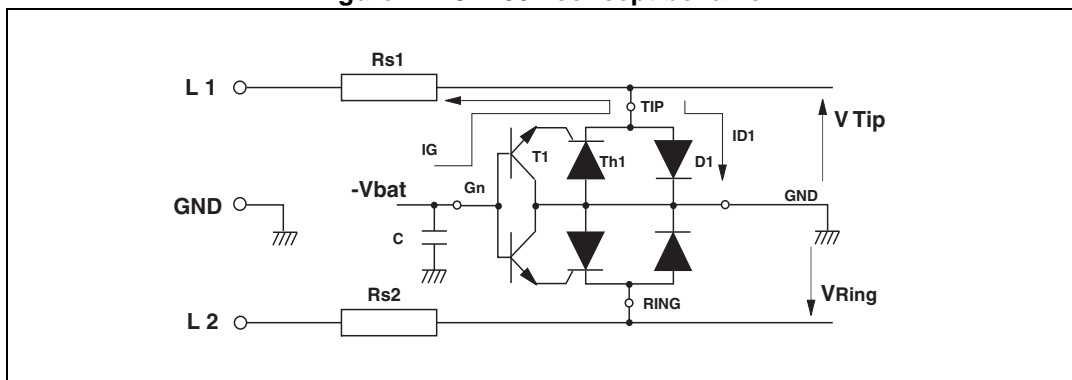 Rs1
L 1
TIP
V Tip
IG
T1
Th1
D1
ID1
-Vbat
Gn
GND
GND
C
Rs2
RING
VRing
L 2